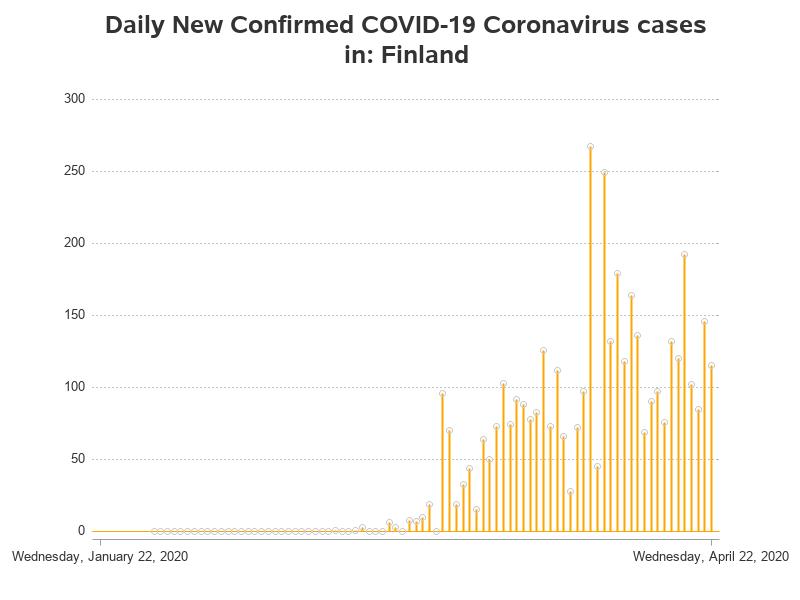 Daily New Confirmed COVID-19 Coronavirus cases
in: Finland
300
250
200
150
100
50
0
Wednesday, January 22, 2020 Wednesday, April 22, 2020